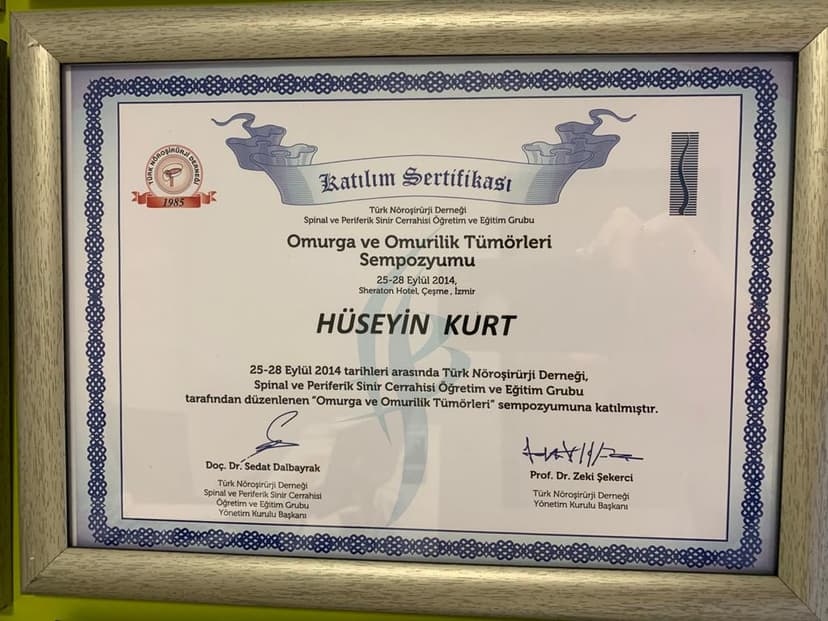 TÜRK NÖROŞİRÜRJİ DERNEĞİ
1985
Katılım Sertifikası
Türk Nöroşirürji Derneği
Spinal ve Periferik Sinir Cerrahisi Öğretim ve Eğitim Grubu
Omurga ve Omurilik Tümörleri
Sempozyumu
25-28 Eylül 2014,
Sheraton Hotel, Çeşme , İzmir
HÜSEYİN KURT
25-28 Eylül 2014 tarihleri arasında Türk Nöroşirürji Derneği,
Spinal ve Periferik Sinir Cerrahisi Öğretim ve Eğitim Grubu
tarafından düzenlenen "Omurga ve Omurilik Tümörleri" sempozyumuna katılmıştır.
Doç. Dr. Sedat Dalbayrak
Türk Nöroşirürji Derneği
Spinal ve Periferik Sinir Cerrahisi
Öğretim ve Eğitim Grubu
Yönetim Kurulu Başkanı
Prof. Dr. Zeki Şekerci
Türk Nöroşirürji Derneği
Yönetim Kurulu Başkanı